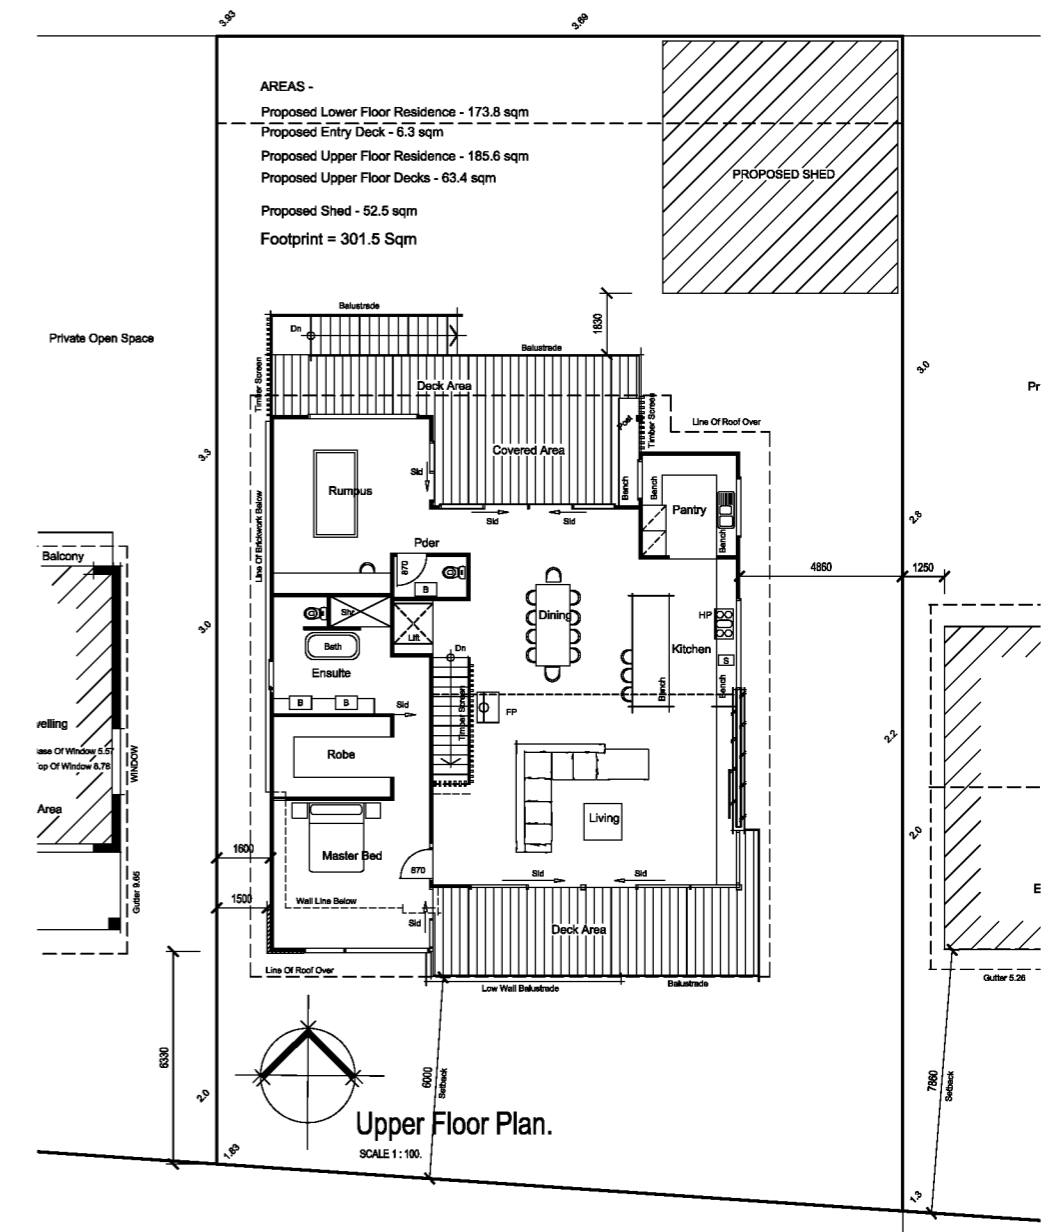 3.93
3.69
AREAS -
Proposed Lower Floor Residence - 173.8 sqm
Proposed Entry Deck - 6.3 sqm
Proposed Upper Floor Residence - 185.6 sqm
Proposed Upper Floor Decks - 63.4 sqm
Proposed Shed - 52.5 sqm
Footprint = 301.5 Sqm
PROPOSED SHED
Balustrade
1830
Private Open Space
Dn
Balustrade
3.0
Timber Screen
Deck Area
Pr
Post
Timber Screen
Line Of Roof Over
3.3
Covered Area
Sld
Rumpus
Bench
Bench
Pantry
2.8
Sld
Sld
Line Of Brickwork Below
Bench
Pder
Balcony
870
4860
1250
B
Shr
Dining
HP
3.0
Lift
Bath
Dn
Kitchen
Ensuite
S
Bench
Bench
B
B
Sld
Timber Screen
FP
welling
2.2
ase Of Window 5.57
op Of Window 8.78
WINDOW
Robe
Area
Living
2.0
1600
Master Bed
870
Sld
Sld
Gutter 9.66
E
1500
Wall Line Below
Sld
Deck Area
2.0
Line Of Roof Over
Low Wall Balustrade
Balustrade
Gutter 5.26
6330
6000
Setback
7860
Setback
2.0
Upper Floor Plan.
SCALE 1 : 100.
1.83
1.3